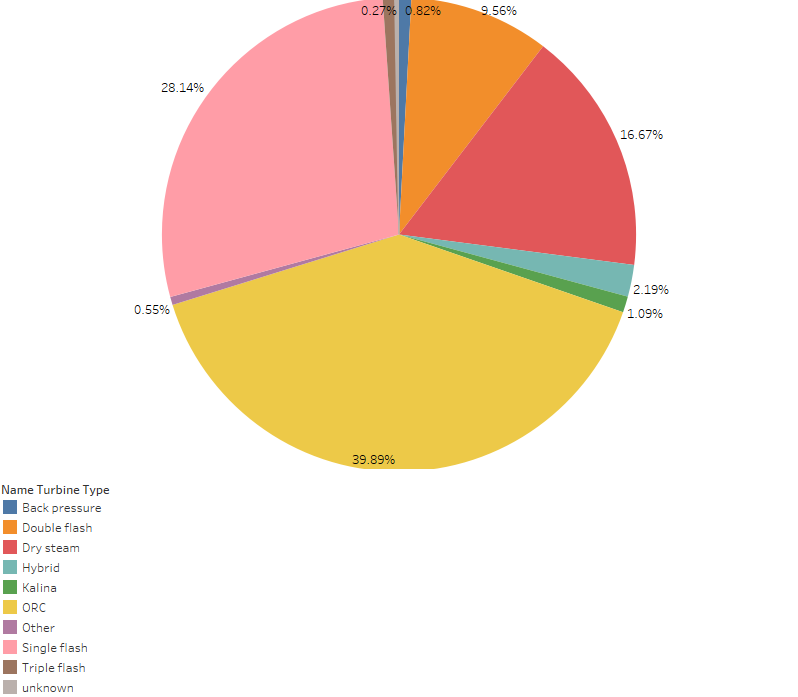 0.27%
0.82%
9.56%
28.14%
16.67%
2.19%
0.55%
1.09%
39.89%
Name Turbine Type
Back pressure
Double flash
Dry steam
Hybrid
Kalina
ORC
Other
Single flash
Triple flash
unknown